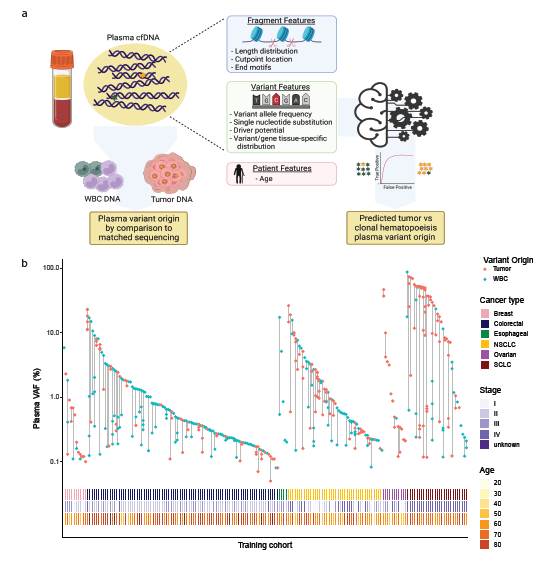 a
Plasma cfDNA
Fragment Features
- Length distribution
- Cutpoint location
- End motifs
Variant Features
T G C G A C
- Variant allele frequency
- Single nucleotide substitution
- Driver potential
- Variant/gene tissue-specific
distribution
Patient Features
- Age
WBC DNA
Tumor DNA
Plasma variant origin
by comparison to
matched sequencing
True Positive
False Positive
Predicted tumor vs
clonal hematopoeisis
plasma variant origin
b
Plasma VAF (%)
100.0
10.0
1.0
0.1
Training cohort
Variant Origin
Tumor
WBC
Cancer type
Breast
Colorectal
Esophageal
NSCLC
Ovarian
SCLC
Stage
I
II
III
IV
unknown
Age
20
30
40
50
60
70
80